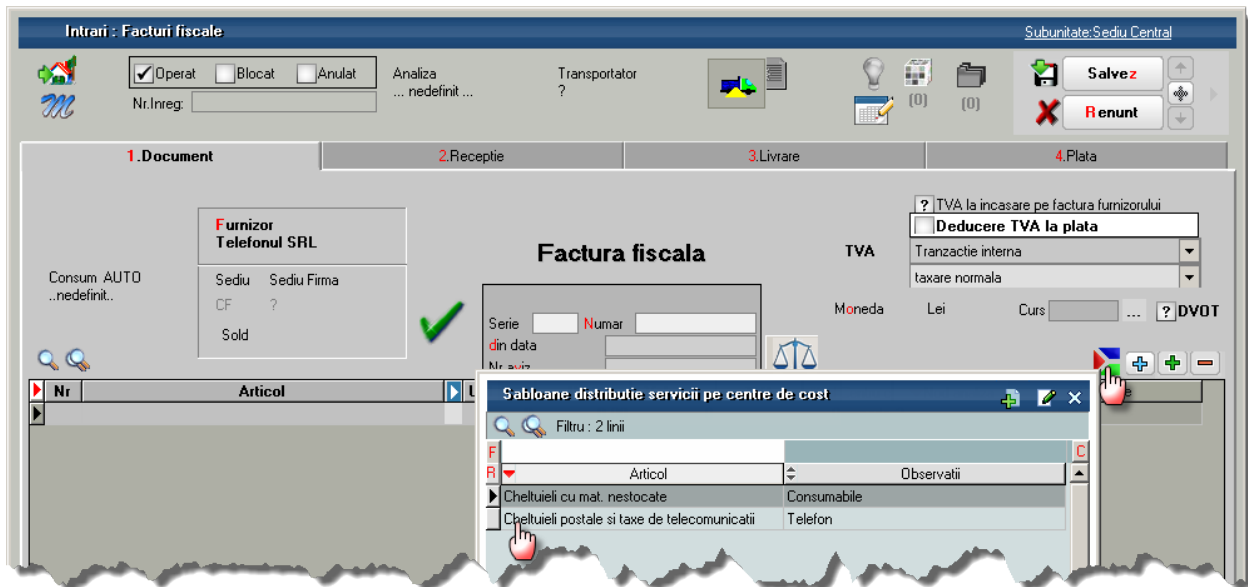 Intrari : Facturi fiscale
Subunitate:Sediu Central
Operat Blocat Anulat
Nr.Inreg:
Analiza
... nedefinit ...
Transportator
?
(0) (0)
Salvez
Renunt
1.Document 2.Receptie 3.Livrare 4.Plata
? TVA la incasare pe factura furnizorului
Deducere TVA la plata
TVA Tranzactie interna
taxare normala
Moneda Lei Curs ... ? DVOT
Consum AUTO
..nedefinit..
Furnizor
Telefonul SRL
Sediu Sediu Firma
CF ?
Sold
Factura fiscala
Serie Numar
din data
Nr aviz
Nr Articol U e
Sabloane distributie servicii pe centre de cost
Filtru : 2 linii
F C
R Articol Observatii
Cheltuieli cu mat. nestocate Consumabile
Cheltuieli postale si taxe de telecomunicatii Telefon